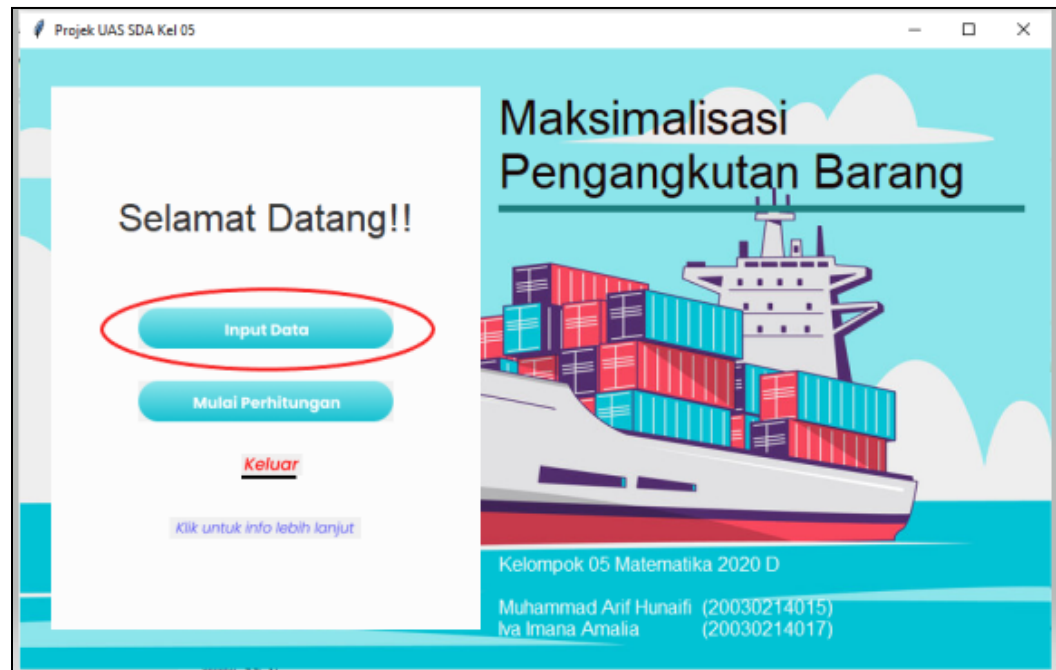 Projek UAS SDA Kel 05
Selamat Datang!!
Input Data
Mulai Perhitungan
Keluar
Klik untuk info lebih lanjut
Maksimalisasi
Pengangkutan Barang
Kelompok 05 Matematika 2020 D
Muhammad Arif Hunaifi (20030214015)
Iva Imana Amalia (20030214017)